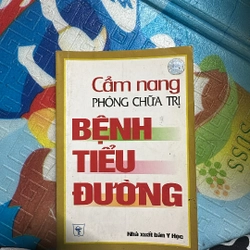 Cẩm nang
PHÒNG CHỮA TRỊ
BỆNH
TIỂU
ĐƯỜNG
Nhà xuất bản Y Học